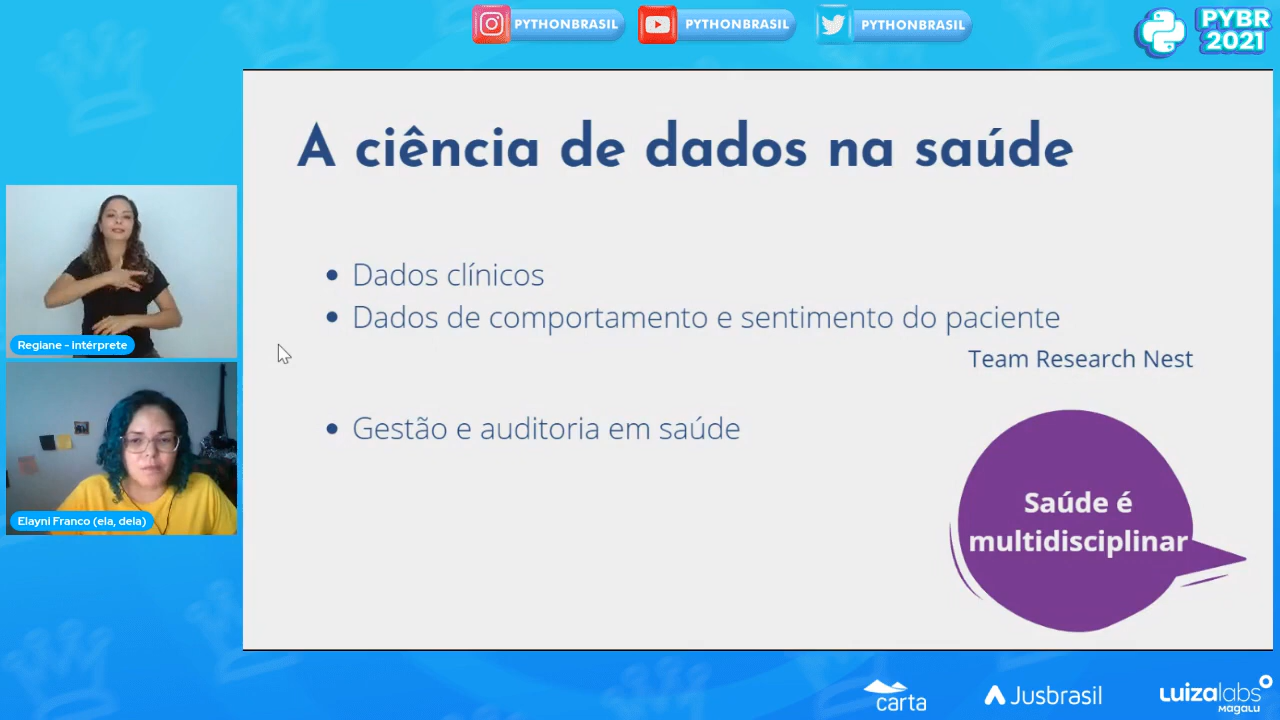 PYTHONBRASIL
PYTHONBRASIL
PYTHONBRASIL
PYBR
2021
A ciência de dados na saúde
• Dados clínicos
• Dados de comportamento e sentimento do paciente
Team Research Nest
• Gestão e auditoria em saúde
Saúde é
multidisciplinar
Regiane - intérprete
Elayni Franco (ela, dela)
carta
Jusbrasil
LUIZAlabs
MAGALU